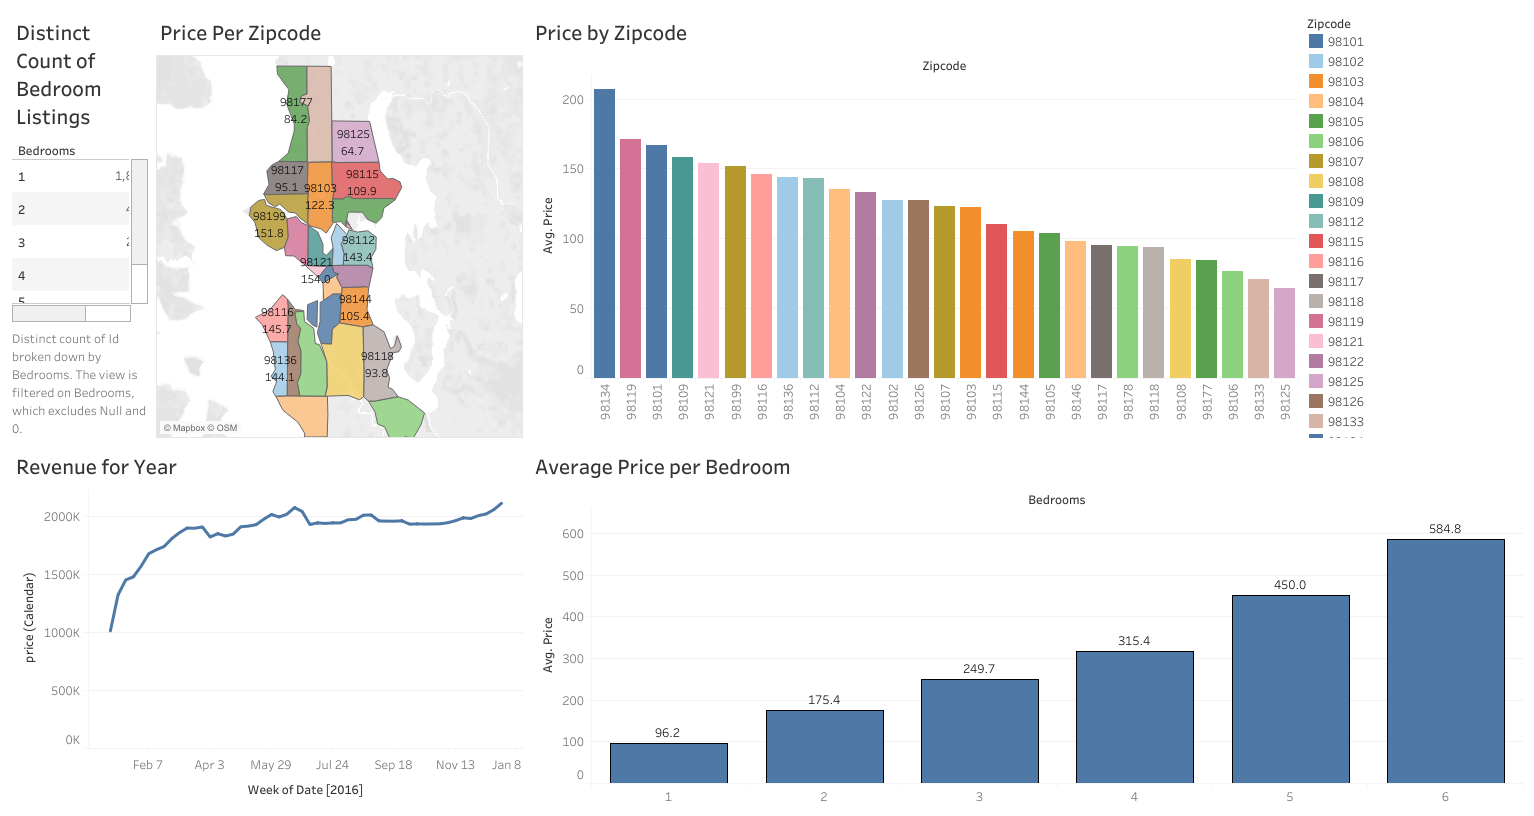 Distinct
Count of
Bedroom
Listings
Bedrooms
1
2
3
4
Distinct count of Id
broken down by
Bedrooms. The view is
filtered on Bedrooms,
which excludes Null and
0.
Price Per Zipcode
98177
84.2
98125
64.7
98117
95.1
98103
122.3
98115
109.9
98199
151.8
98112
143.4
98121
154.0
98144
105.4
98116
145.7
98136
144.1
98118
93.8
© Mapbox © OSM
Price by Zipcode
Zipcode
Avg. Price
200
150
100
50
0
98134
98119
98101
98109
98121
98199
98116
98136
98112
98104
98122
98102
98126
98107
98103
98115
98144
98105
98146
98117
98178
98118
98108
98177
98106
98133
98125
Zipcode
98101
98102
98103
98104
98105
98106
98107
98108
98109
98112
98115
98116
98117
98118
98119
98121
98122
98125
98126
98133
Revenue for Year
price (Calendar)
2000K
1500K
1000K
500K
0K
Feb 7
Apr 3
May 29
Jul 24
Sep 18
Nov 13
Jan 8
Week of Date [2016]
Average Price per Bedroom
Bedrooms
Avg. Price
600
500
400
300
200
100
0
96.2
175.4
249.7
315.4
450.0
584.8
1
2
3
4
5
6